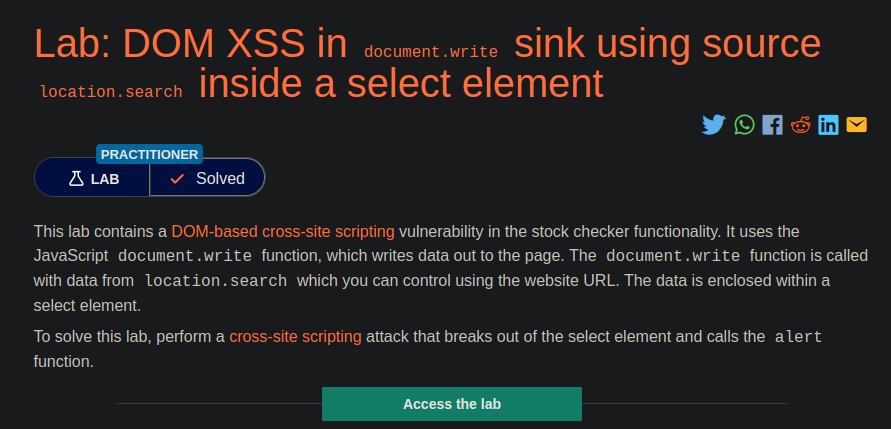 Lab: DOM XSS in document.write sink using source
location.search inside a select element
PRACTITIONER
LAB Solved
This lab contains a DOM-based cross-site scripting vulnerability in the stock checker functionality. It uses the
JavaScript document.write function, which writes data out to the page. The document.write function is called
with data from location.search which you can control using the website URL. The data is enclosed within a
select element.
To solve this lab, perform a cross-site scripting attack that breaks out of the select element and calls the alert
function.
Access the lab